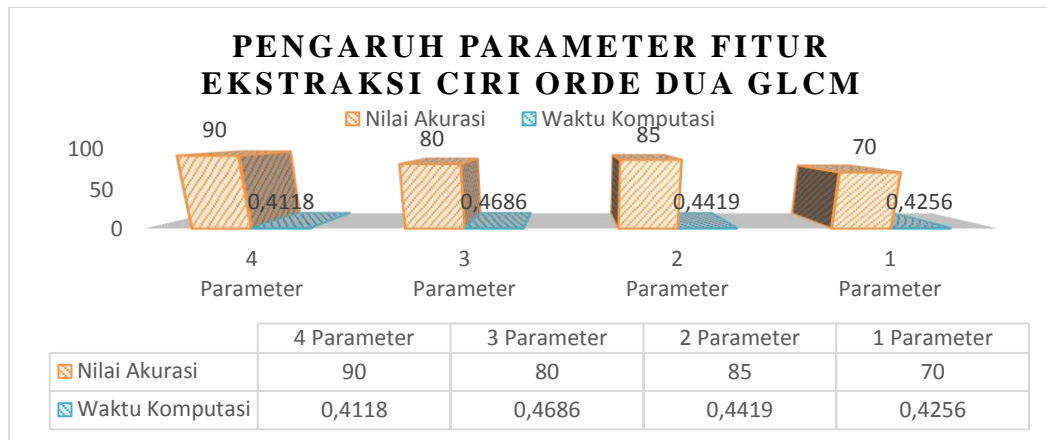 PENGARUH PARAMETER FITUR
EKSTRAKSI CIRI ORDE DUA GLCM
Nilai Akurasi Waktu Komputasi
90 80 85 70
100
50
0
0,4118 0,4686 0,4419 0,4256
4 3 2 1
Parameter Parameter Parameter Parameter
4 Parameter 3 Parameter 2 Parameter 1 Parameter
Nilai Akurasi 90 80 85 70
Waktu Komputasi 0,4118 0,4686 0,4419 0,4256